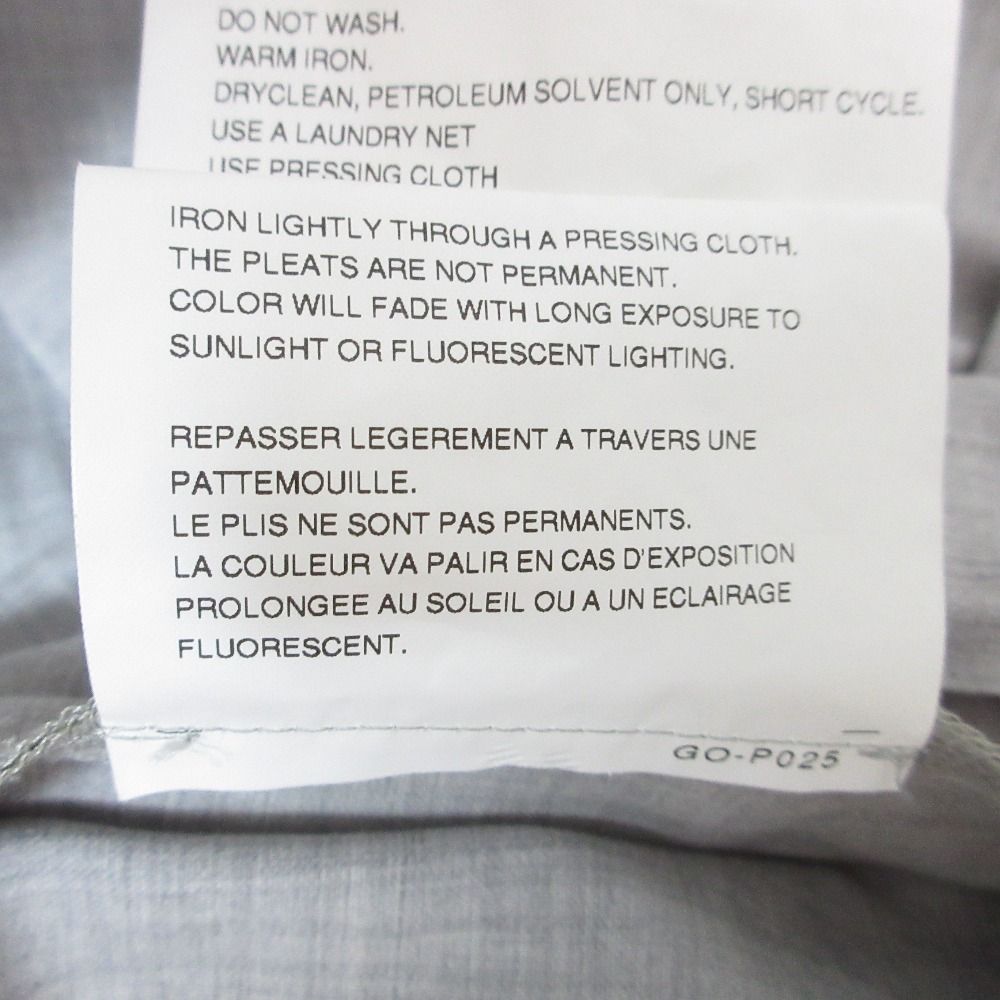 DO NOT WASH.
WARM IRON.
DRYCLEAN, PETROLEUM SOLVENT ONLY, SHORT CYCLE.
USE A LAUNDRY NET
USE PRESSING CLOTH
IRON LIGHTLY THROUGH A PRESSING CLOTH.
THE PLEATS ARE NOT PERMANENT.
COLOR WILL FADE WITH LONG EXPOSURE TO
SUNLIGHT OR FLUORESCENT LIGHTING.
REPASSER LEGEREMENT A TRAVERS UNE
PATTEMOUILLE.
LE PLIS NE SONT PAS PERMANENTS.
LA COULEUR VA PALIR EN CAS D'EXPOSITION
PROLONGEE AU SOLEIL OU A UN ECLAIRAGE
FLUORESCENT.
GO-P025